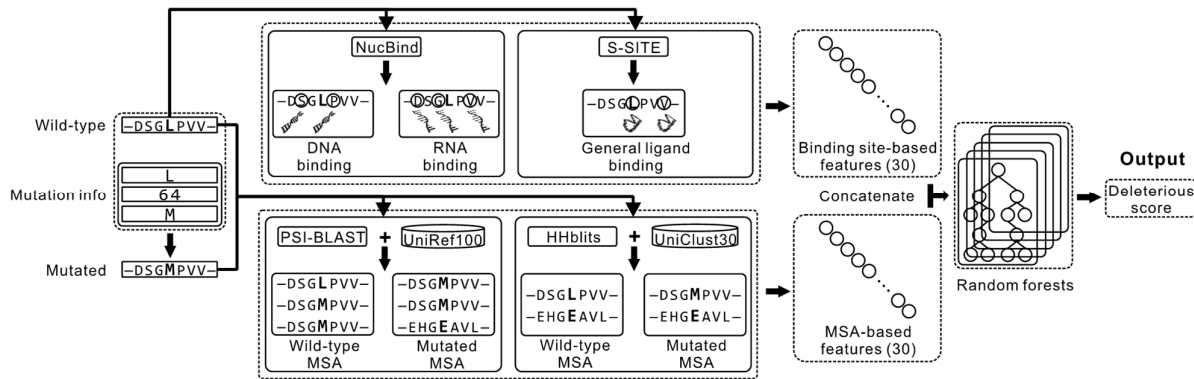 Wild-type
–DSGLPVV–
Mutation info
L
64
M
Mutated
–DSGMPVV–
NucBind
–DSGLPVV–
DNA
binding
–DSGLPVV–
RNA
binding
S-SITE
–DSGLPVV–
General ligand
binding
PSI-BLAST + UniRef100
–DSGLPVV–
–DSGMPVV–
–DSGMPVV–
Wild-type
MSA
–DSGMPVV–
–DSGMPVV–
–EHGEAVL–
Mutated
MSA
HHblits + UniClust30
–DSGLPVV–
–EHGEAVL–
Wild-type
MSA
–DSGMPVV–
–EHGEAVL–
Mutated
MSA
Binding site-based
features (30)
Concatenate
MSA-based
features (30)
Random forests
Output
Deleterious
score